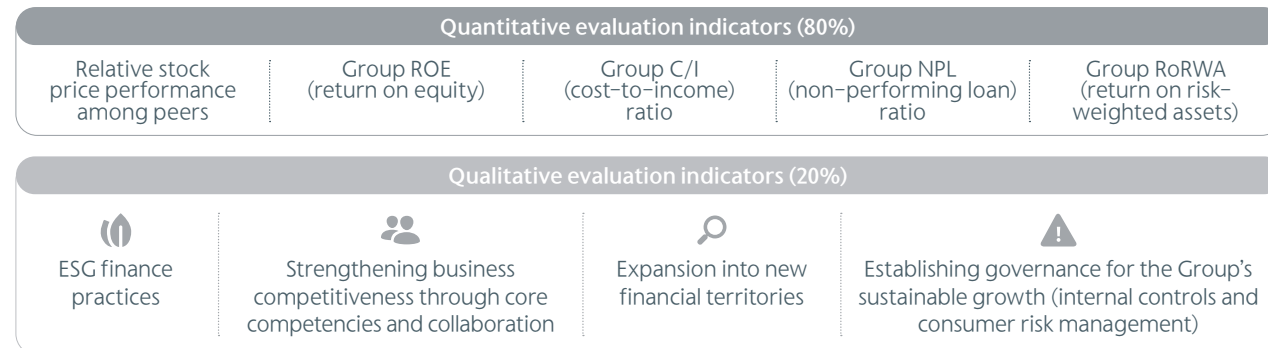 Quantitative evaluation indicators (80%)
Relative stock
price performance
among peers
Group ROE
(return on equity)
Group C/I
(cost-to-income)
ratio
Group NPL
(non-performing loan)
ratio
Group RoRWA
(return on risk-
weighted assets)
Qualitative evaluation indicators (20%)
ESG finance
practices
Strengthening business
competitiveness through core
competencies and collaboration
Expansion into new
financial territories
Establishing governance for the Group's
sustainable growth (internal controls and
consumer risk management)